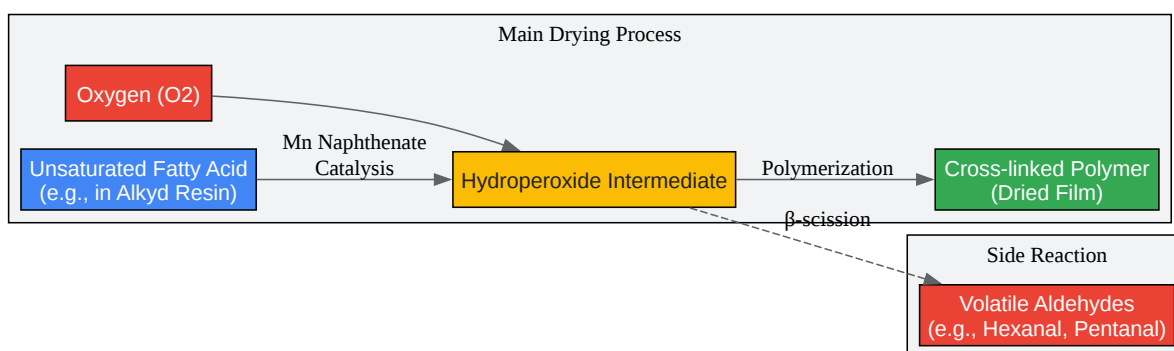 Main Drying Process
Oxygen (O2)
Unsaturated Fatty Acid
(e.g., in Alkyd Resin)
Mn Naphthenate
Catalysis
Hydroperoxide Intermediate
Polymerization
Cross-linked Polymer
(Dried Film)
β-scission
Side Reaction
Volatile Aldehydes
(e.g., Hexanal, Pentanal)